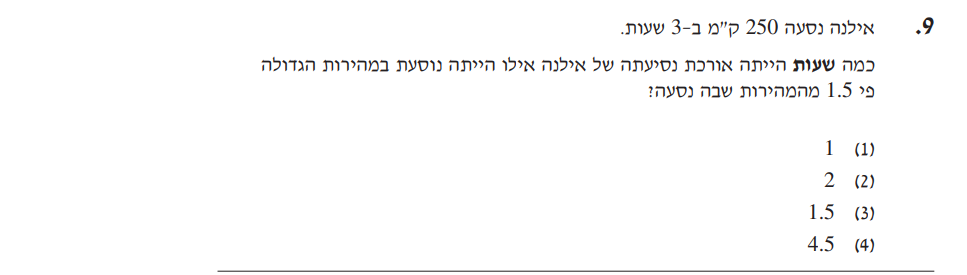 9. אילנה נסעה 250 ק"מ ב-3 שעות.
כמה שעות הייתה אורכת נסיעתה של אילנה אילו הייתה נוסעת במהירות הגדולה
פי 1.5 מהמהירות שבה נסעה?
(1) 1
(2) 2
(3) 1.5
(4) 4.5